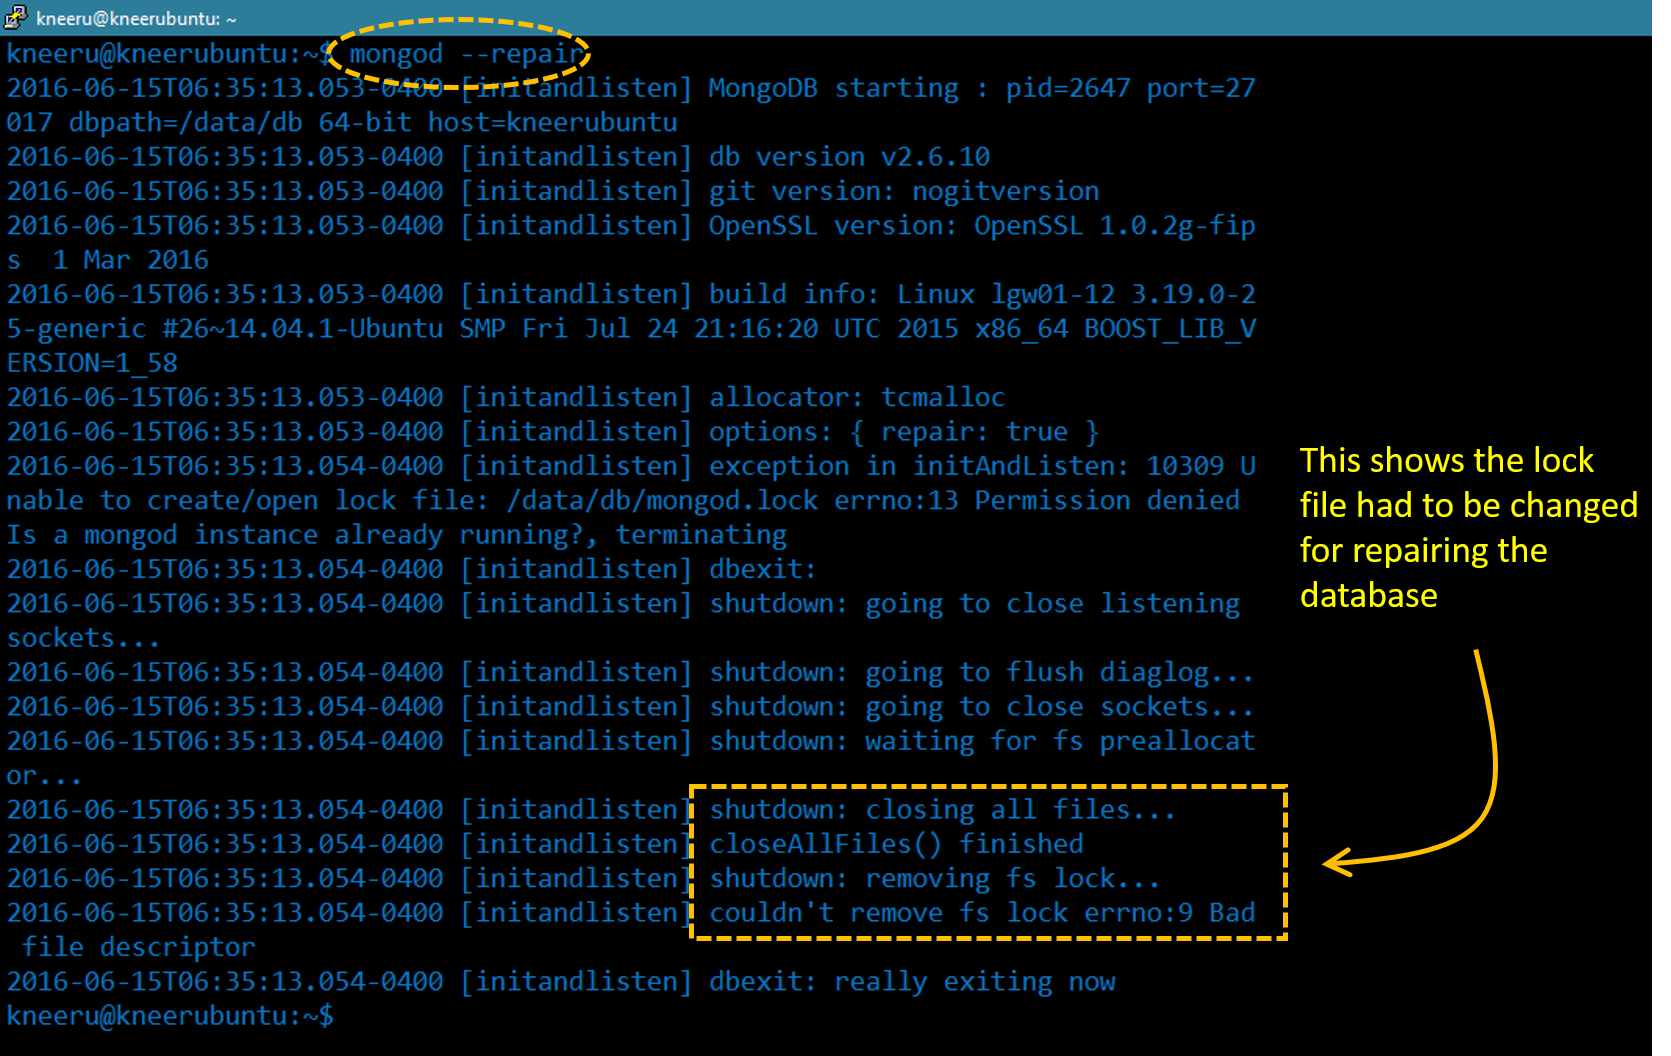 kneeru@kneerubuntu: ~
kneeru@kneerubuntu:~$ mongod --repair
2016-06-15T06:35:13.053-0400 [initandlisten] MongoDB starting : pid=2647 port=27
017 dbpath=/data/db 64-bit host=kneerubuntu
2016-06-15T06:35:13.053-0400 [initandlisten] db version v2.6.10
2016-06-15T06:35:13.053-0400 [initandlisten] git version: nogitversion
2016-06-15T06:35:13.053-0400 [initandlisten] OpenSSL version: OpenSSL 1.0.2g-fip
s  1 Mar 2016
2016-06-15T06:35:13.053-0400 [initandlisten] build info: Linux lgw01-12 3.19.0-2
5-generic #26~14.04.1-Ubuntu SMP Fri Jul 24 21:16:20 UTC 2015 x86_64 BOOST_LIB_V
ERSION=1_58
2016-06-15T06:35:13.053-0400 [initandlisten] allocator: tcmalloc
2016-06-15T06:35:13.053-0400 [initandlisten] options: { repair: true }
2016-06-15T06:35:13.054-0400 [initandlisten] exception in initAndListen: 10309 U
nable to create/open lock file: /data/db/mongod.lock errno:13 Permission denied
Is a mongod instance already running?, terminating
2016-06-15T06:35:13.054-0400 [initandlisten] dbexit:
2016-06-15T06:35:13.054-0400 [initandlisten] shutdown: going to close listening
sockets...
2016-06-15T06:35:13.054-0400 [initandlisten] shutdown: going to flush diaglog...
2016-06-15T06:35:13.054-0400 [initandlisten] shutdown: going to close sockets...
2016-06-15T06:35:13.054-0400 [initandlisten] shutdown: waiting for fs preallocat
or...
2016-06-15T06:35:13.054-0400 [initandlisten] shutdown: closing all files...
2016-06-15T06:35:13.054-0400 [initandlisten] closeAllFiles() finished
2016-06-15T06:35:13.054-0400 [initandlisten] shutdown: removing fs lock...
2016-06-15T06:35:13.054-0400 [initandlisten] couldn't remove fs lock errno:9 Bad
 file descriptor
2016-06-15T06:35:13.054-0400 [initandlisten] dbexit: really exiting now
kneeru@kneerubuntu:~$
This shows the lock
file had to be changed
for repairing the
database